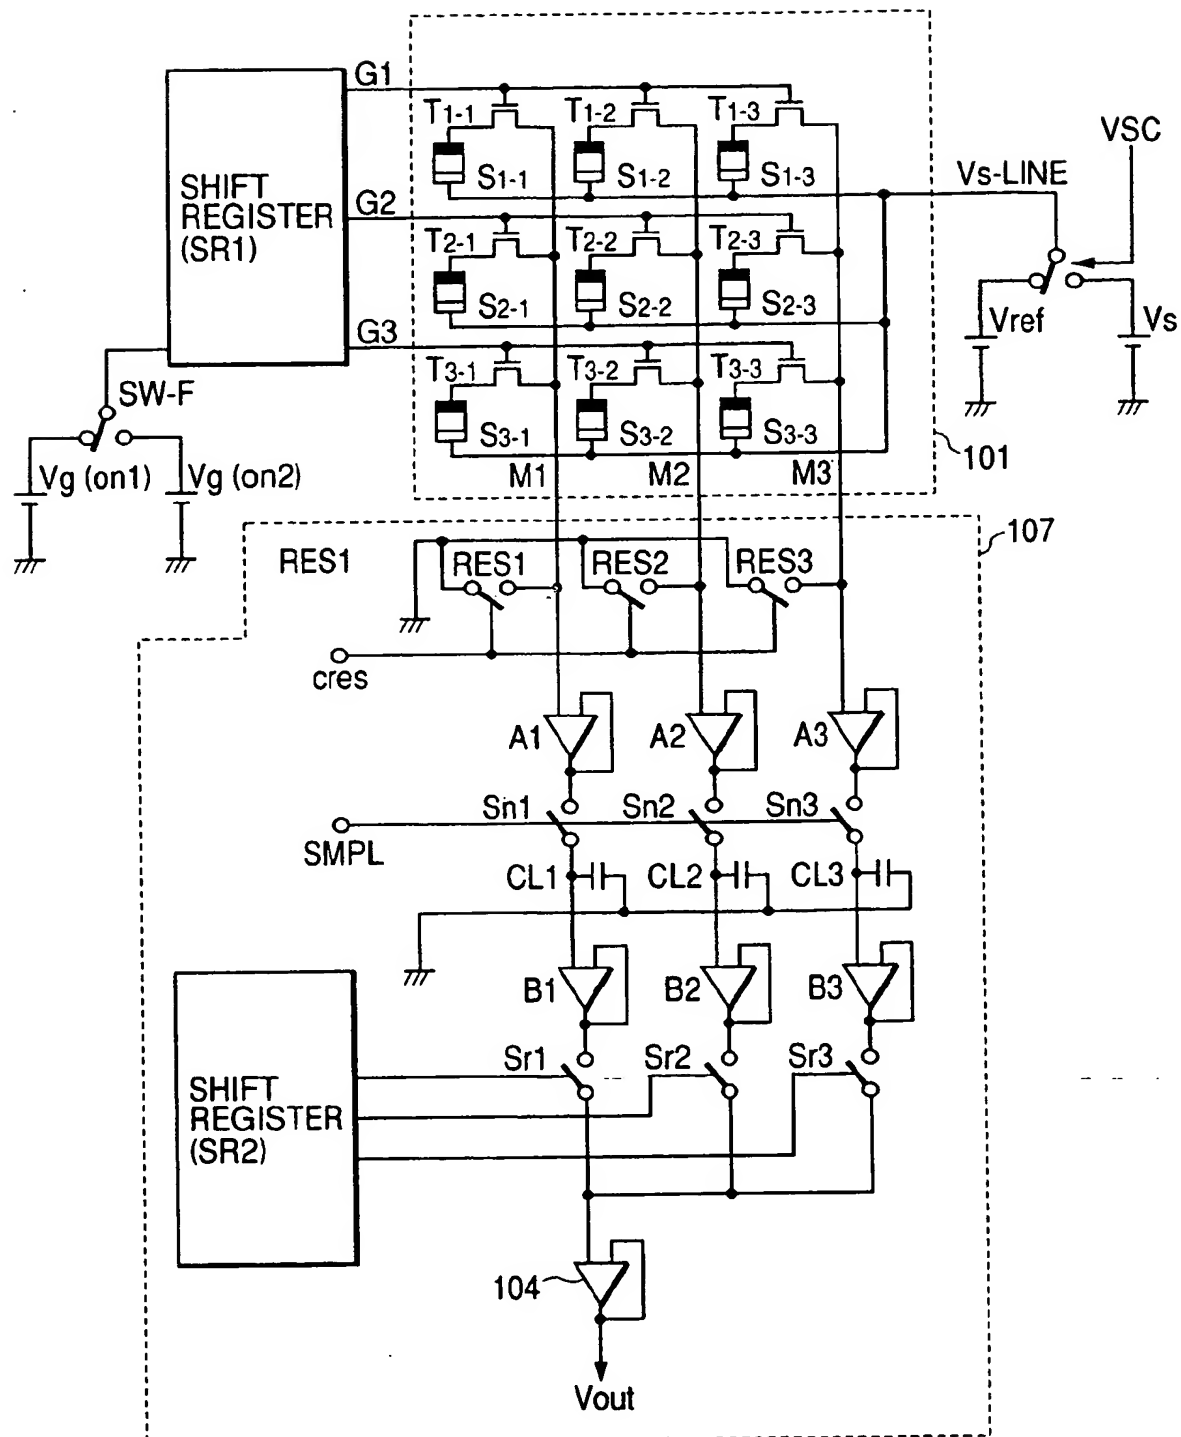 G1
T1-1 T1-2 T1-3
VSC
SHIFT
REGISTER
(SR1)
S1-1 S1-2 S1-3
Vs-LINE
G2
T2-1 T2-2 T2-3
S2-1 S2-2 S2-3
Vref
Vs
G3
T3-1 T3-2 T3-3
SW-F
S3-1 S3-2 S3-3
101
Vg (on1) Vg (on2)
M1 M2 M3
107
RES1
RES1 RES2 RES3
cres
A1 A2 A3
Sn1 Sn2 Sn3
SMPL
CL1 CL2 CL3
B1 B2 B3
Sr1 Sr2 Sr3
SHIFT
REGISTER
(SR2)
104
Vout